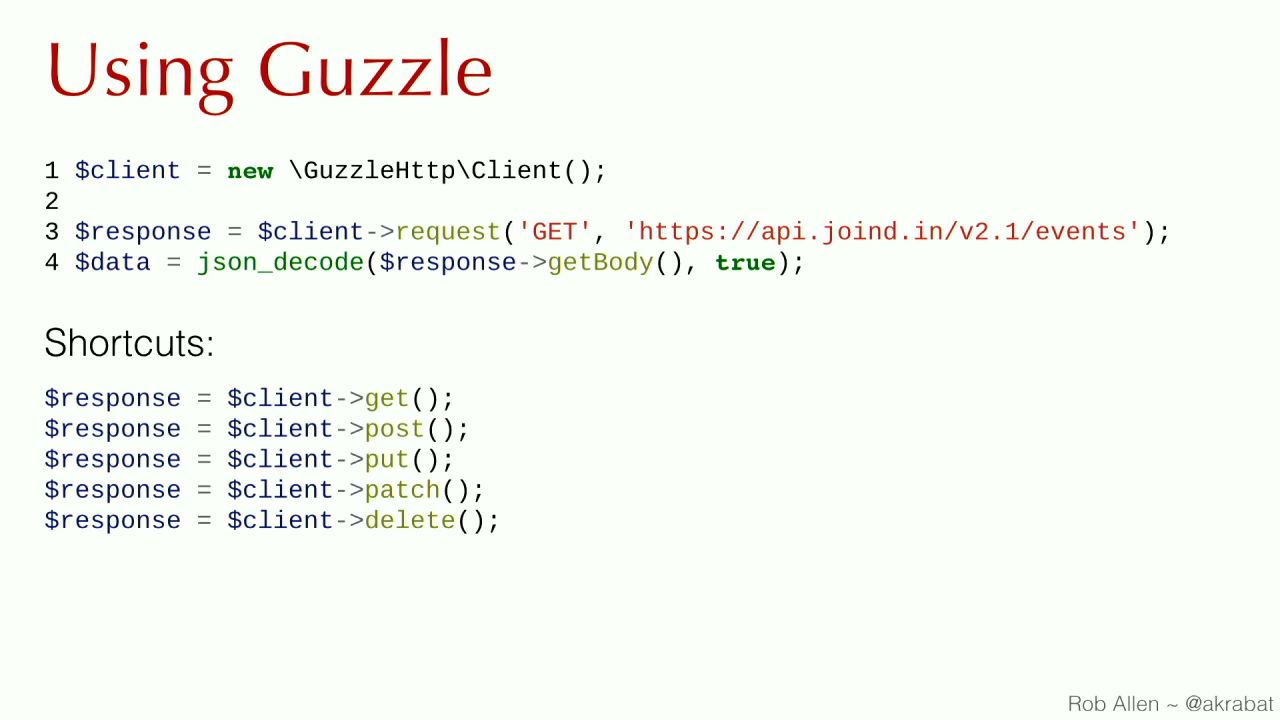 Using Guzzle
1 $client = new \GuzzleHttp\Client();
2
3 $response = $client->request('GET', 'https://api.joind.in/v2.1/events');
4 $data = json_decode($response->getBody(), true);
Shortcuts:
$response = $client->get();
$response = $client->post();
$response = $client->put();
$response = $client->patch();
$response = $client->delete();
Rob Allen ~ @akrabat